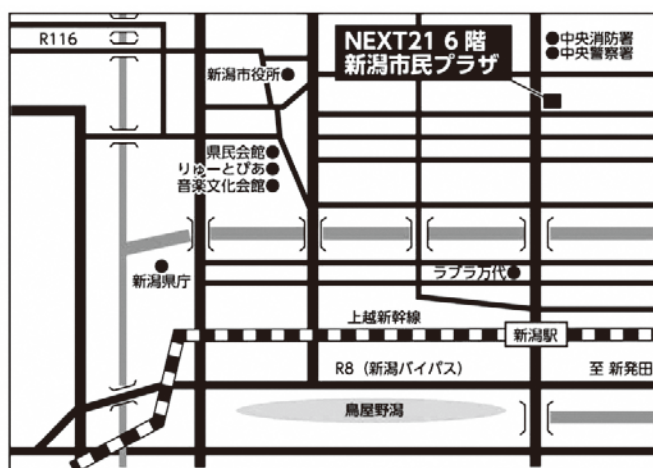 R116
NEXT21 6 階
新潟市民プラザ
中央消防署
中央警察署
新潟市役所
県民会館
りゅーとぴあ
音楽文化会館
新潟県庁
ラブラ万代
上越新幹線
新潟駅
R8（新潟バイパス）
至 新発田
鳥屋野潟